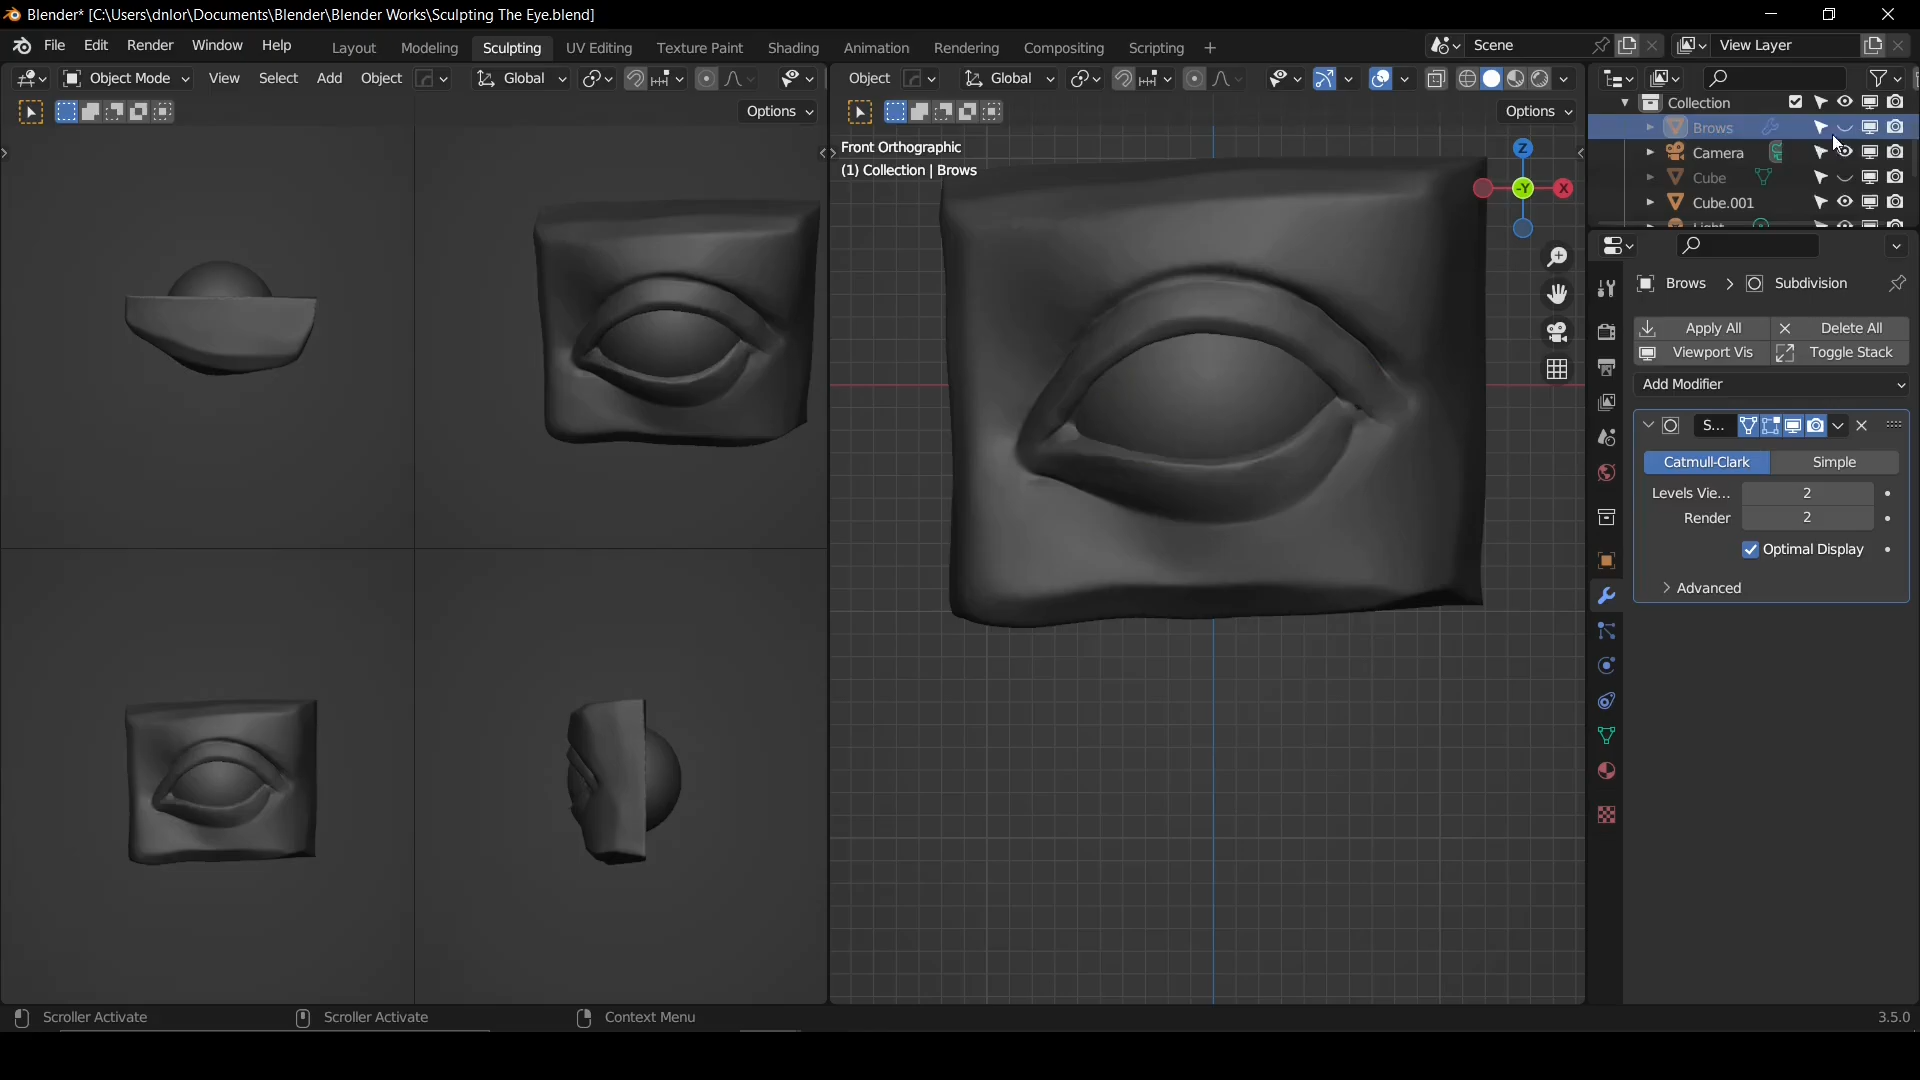 Blender* [C:\Users\dnlor\Documents\Blender\Blender Works\Sculpting The Eye.blend]
File Edit Render Window Help Layout Modeling Sculpting UV Editing Texture Paint Shading Animation Rendering Compositing Scripting + Scene View Layer
Object Mode View Select Add Object Global Object Global
Options Options
Collection
Brows
Camera
Cube
Cube.001
Light
Front Orthographic
(1) Collection | Brows
Z
-Y X
Brows > Subdivision
Apply All Delete All
Viewport Vis Toggle Stack
Add Modifier
S...
Catmull-Clark Simple
Levels Vie... 2
Render 2
Optimal Display
Advanced
Scroller Activate Scroller Activate Context Menu 3.5.0